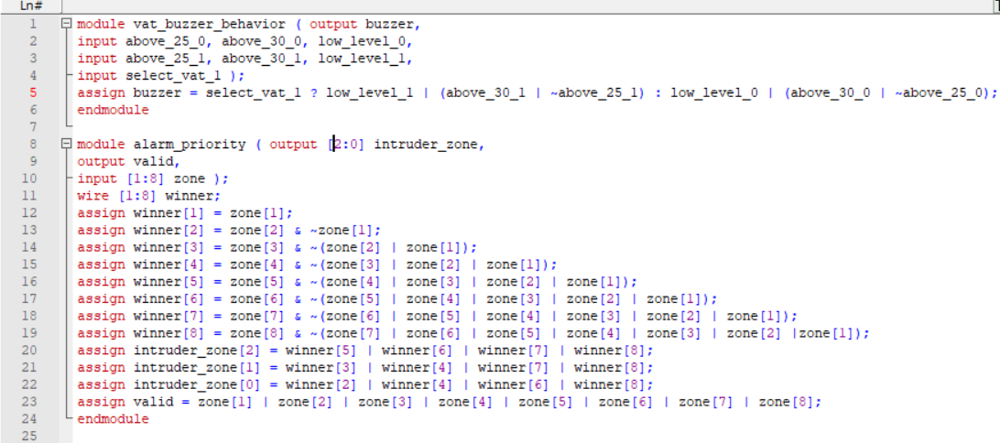 Ln#
1 module vat_buzzer_behavior ( output buzzer,
2 input above_25_0, above_30_0, low_level_0,
3 input above_25_1, above_30_1, low_level_1,
4 input select_vat_1 );
5 assign buzzer = select_vat_1 ? low_level_1 | (above_30_1 | ~above_25_1) : low_level_0 | (above_30_0 | ~above_25_0);
6 endmodule
7
8 module alarm_priority ( output [2:0] intruder_zone,
9 output valid,
10 input [1:8] zone );
11 wire [1:8] winner;
12 assign winner[1] = zone[1];
13 assign winner[2] = zone[2] & ~zone[1];
14 assign winner[3] = zone[3] & ~(zone[2] | zone[1]);
15 assign winner[4] = zone[4] & ~(zone[3] | zone[2] | zone[1]);
16 assign winner[5] = zone[5] & ~(zone[4] | zone[3] | zone[2] | zone[1]);
17 assign winner[6] = zone[6] & ~(zone[5] | zone[4] | zone[3] | zone[2] | zone[1]);
18 assign winner[7] = zone[7] & ~(zone[6] | zone[5] | zone[4] | zone[3] | zone[2] | zone[1]);
19 assign winner[8] = zone[8] & ~(zone[7] | zone[6] | zone[5] | zone[4] | zone[3] | zone[2] |zone[1]);
20 assign intruder_zone[2] = winner[5] | winner[6] | winner[7] | winner[8];
21 assign intruder_zone[1] = winner[3] | winner[4] | winner[7] | winner[8];
22 assign intruder_zone[0] = winner[2] | winner[4] | winner[6] | winner[8];
23 assign valid = zone[1] | zone[2] | zone[3] | zone[4] | zone[5] | zone[6] | zone[7] | zone[8];
24 endmodule
25